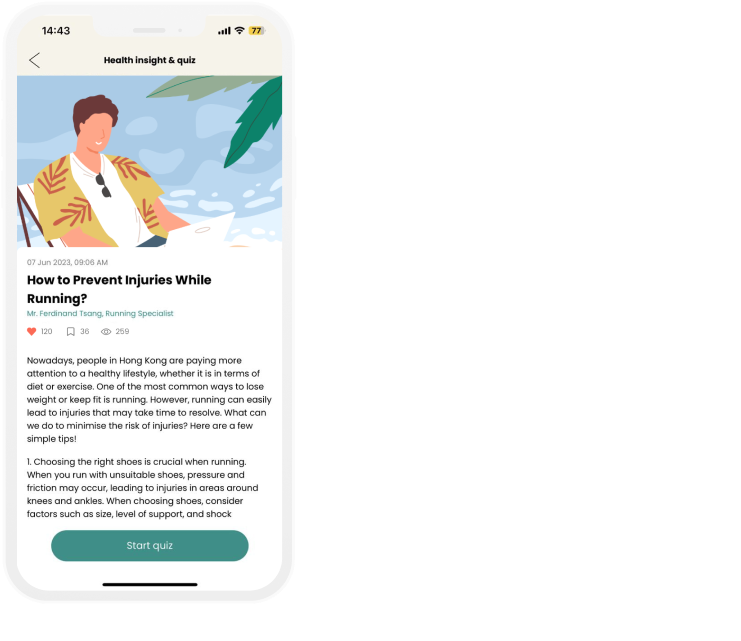 14:43
77
Health insight & quiz
07 Jun 2023, 09:06 AM
How to Prevent Injuries While
Running?
Mr. Ferdinand Tsang, Running Specialist
120 36 259
Nowadays, people in Hong Kong are paying more
attention to a healthy lifestyle, whether it is in terms of
diet or exercise. One of the most common ways to lose
weight or keep fit is running. However, running can easily
lead to injuries that may take time to resolve. What can
we do to minimise the risk of injuries? Here are a few
simple tips!
1. Choosing the right shoes is crucial when running.
When you run with unsuitable shoes, pressure and
friction may occur, leading to injuries in areas around
knees and ankles. When choosing shoes, consider
factors such as size, level of support, and shock
Start quiz